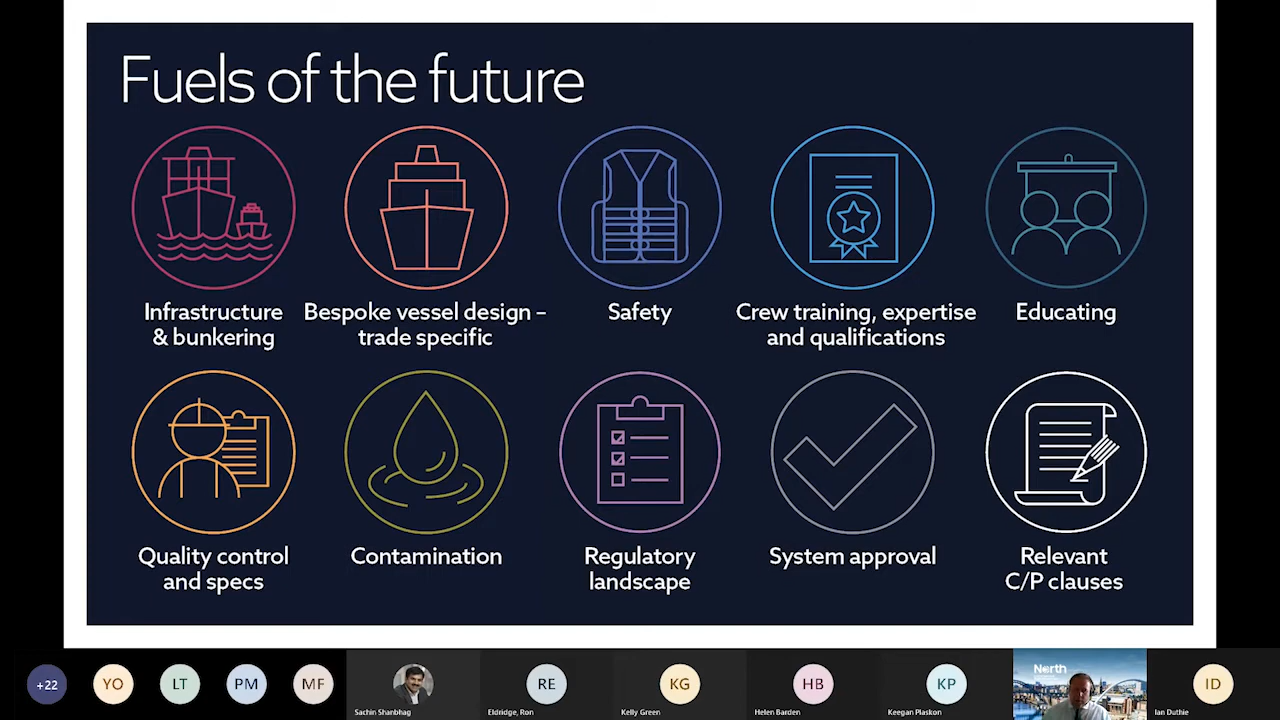 Fuels of the future
Infrastructure
& bunkering
Bespoke vessel design –
trade specific
Safety
Crew training, expertise
and qualifications
Educating
Quality control
and specs
Contamination
Regulatory
landscape
System approval
Relevant
C/P clauses
+22
YO
LT
PM
MF
Sachin Shanbhag
RE
Eldridge, Ron
KG
Kelly Green
HB
Helen Barden
KP
Keegan Plaskon
North
ID
Ian Duthie